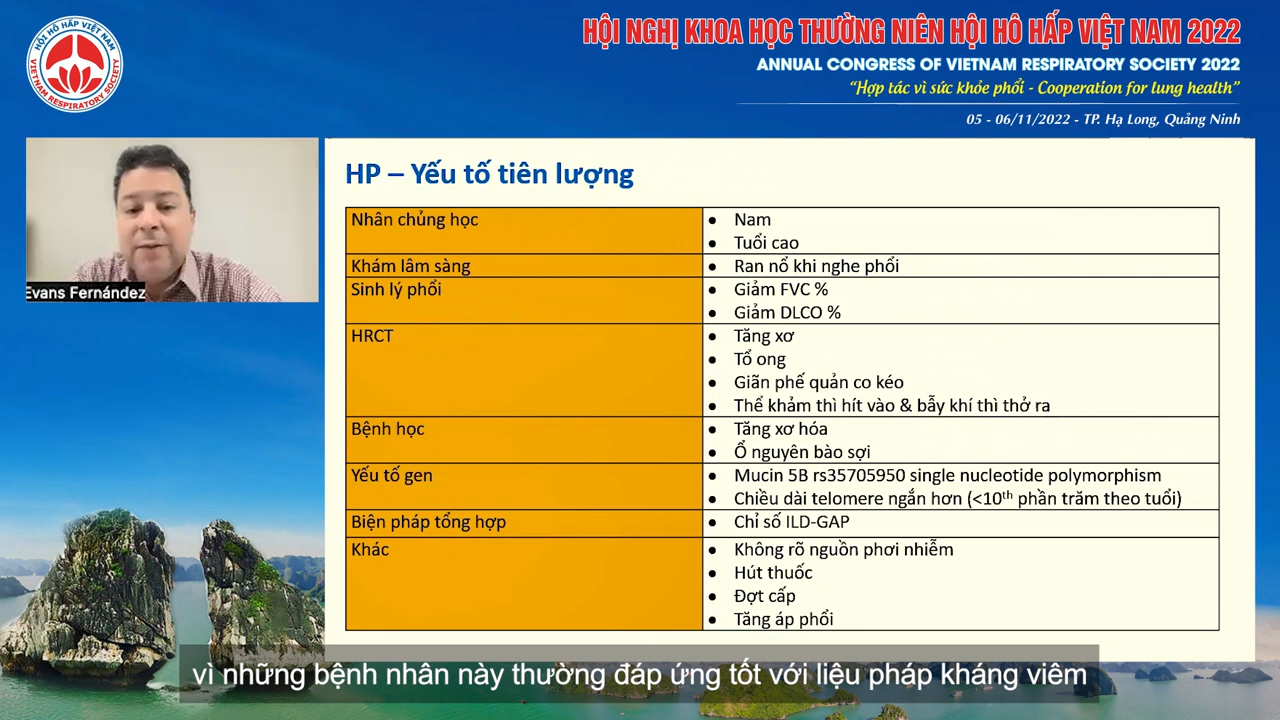 HỘI HÔ HẤP VIỆT NAM
VIETNAM RESPIRATORY SOCIETY
HỘI NGHỊ KHOA HỌC THƯỜNG NIÊN HỘI HÔ HẤP VIỆT NAM 2022
ANNUAL CONGRESS OF VIETNAM RESPIRATORY SOCIETY 2022
“Hợp tác vì sức khỏe phổi - Cooperation for lung health”
05 - 06/11/2022 - TP. Hạ Long, Quảng Ninh
Evans Fernández
HP – Yếu tố tiên lượng
Nhân chủng học
• Nam
• Tuổi cao
Khám lâm sàng
• Ran nổ khi nghe phổi
Sinh lý phổi
• Giảm FVC %
• Giảm DLCO %
HRCT
• Tăng xơ
• Tổ ong
• Giãn phế quản co kéo
• Thể khảm thì hít vào & bẫy khí thì thở ra
Bệnh học
• Tăng xơ hóa
• Ổ nguyên bào sợi
Yếu tố gen
• Mucin 5B rs35705950 single nucleotide polymorphism
• Chiều dài telomere ngắn hơn (<10th phần trăm theo tuổi)
Biện pháp tổng hợp
• Chỉ số ILD-GAP
Khác
• Không rõ nguồn phơi nhiễm
• Hút thuốc
• Đợt cấp
• Tăng áp phổi
vì những bệnh nhân này thường đáp ứng tốt với liệu pháp kháng viêm